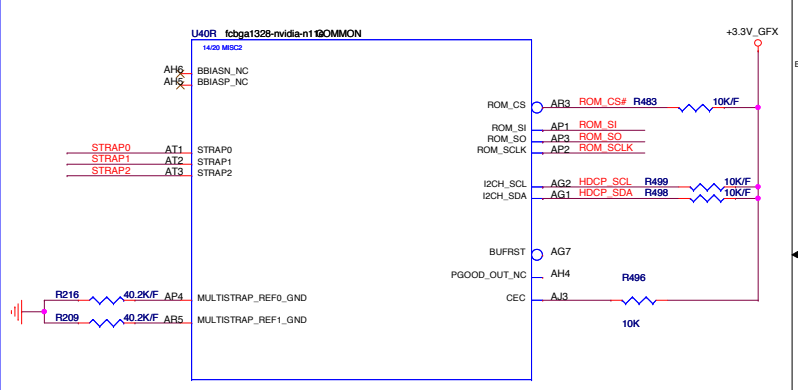 U40R fcbga1328-nvidia-n11 COMMON
14/20 MISC2
+3.3V_GFX
AH6 BBIASN_NC
AH5 BBIASP_NC
ROM_CS AR3 ROM_CS# R483 10K/F
ROM_SI AP1 ROM_SI
ROM_SO AP3 ROM_SO
ROM_SCLK AP2 ROM_SCLK
STRAP0 AT1 STRAP0
STRAP1 AT2 STRAP1
STRAP2 AT3 STRAP2
I2CH_SCL AG2 HDCP_SCL R499 10K/F
I2CH_SDA AG1 HDCP_SDA R498 10K/F
BUFRST AG7
PGOOD_OUT_NC AH4
R496
R216 40.2K/F AP4 MULTISTRAP_REF0_GND
CEC AJ3
R209 40.2K/F AR5 MULTISTRAP_REF1_GND
10K